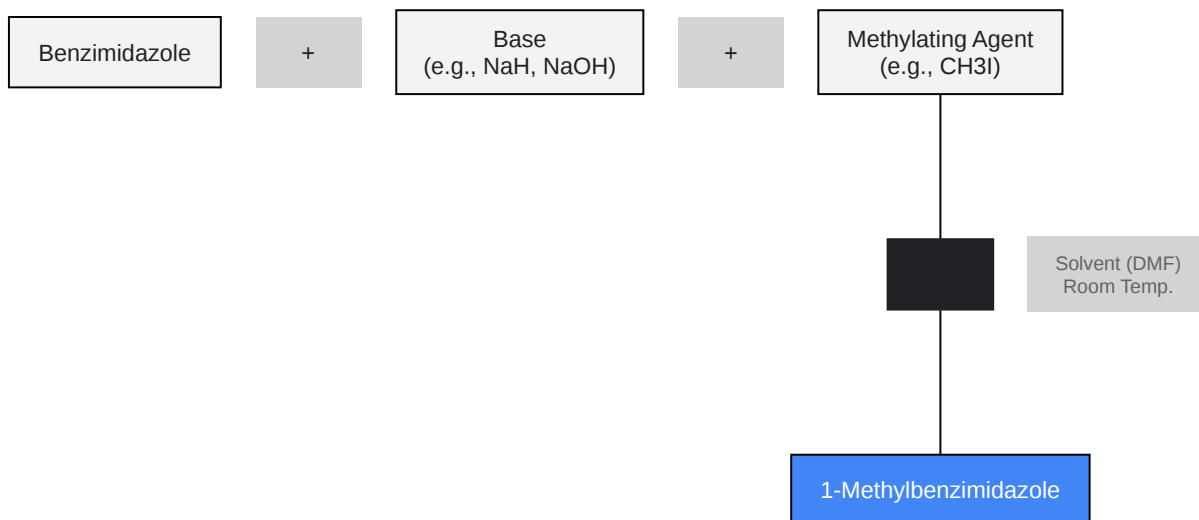 Benzimidazole
+
Base
(e.g., NaH, NaOH)
+
Methylating Agent
(e.g., CH3I)
Solvent (DMF)
Room Temp.
1-Methylbenzimidazole